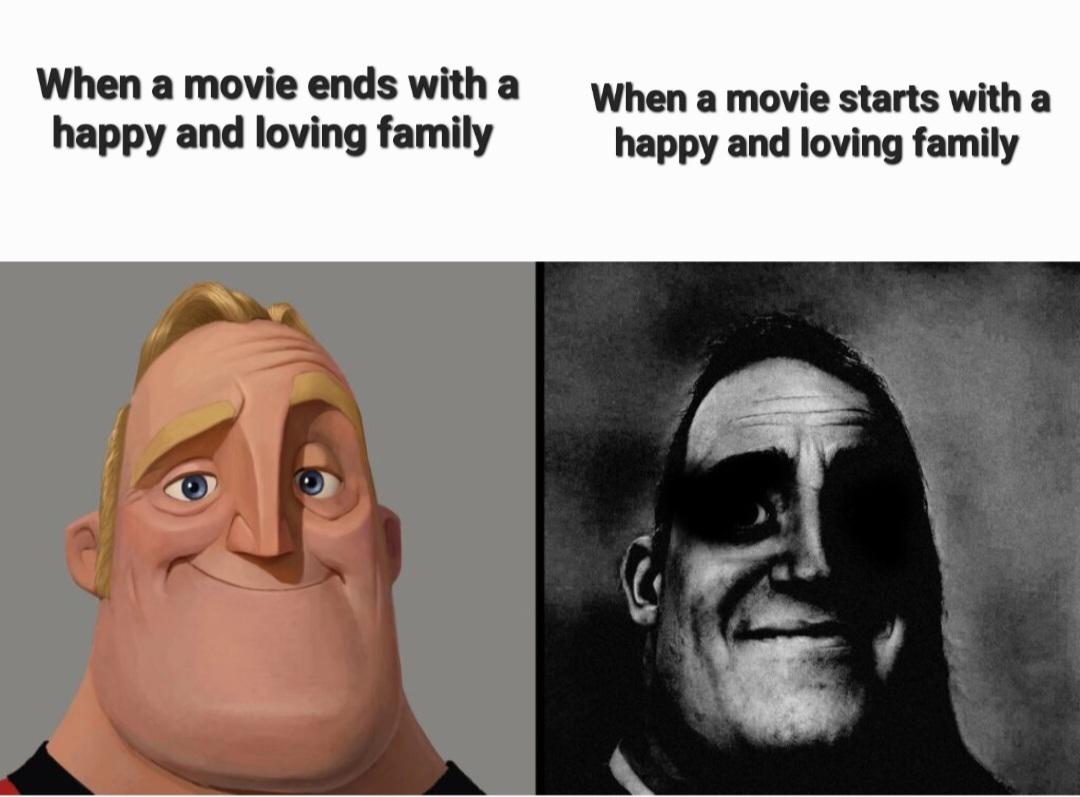 When a movie ends with a
happy and loving family
When a movie starts with a
happy and loving family